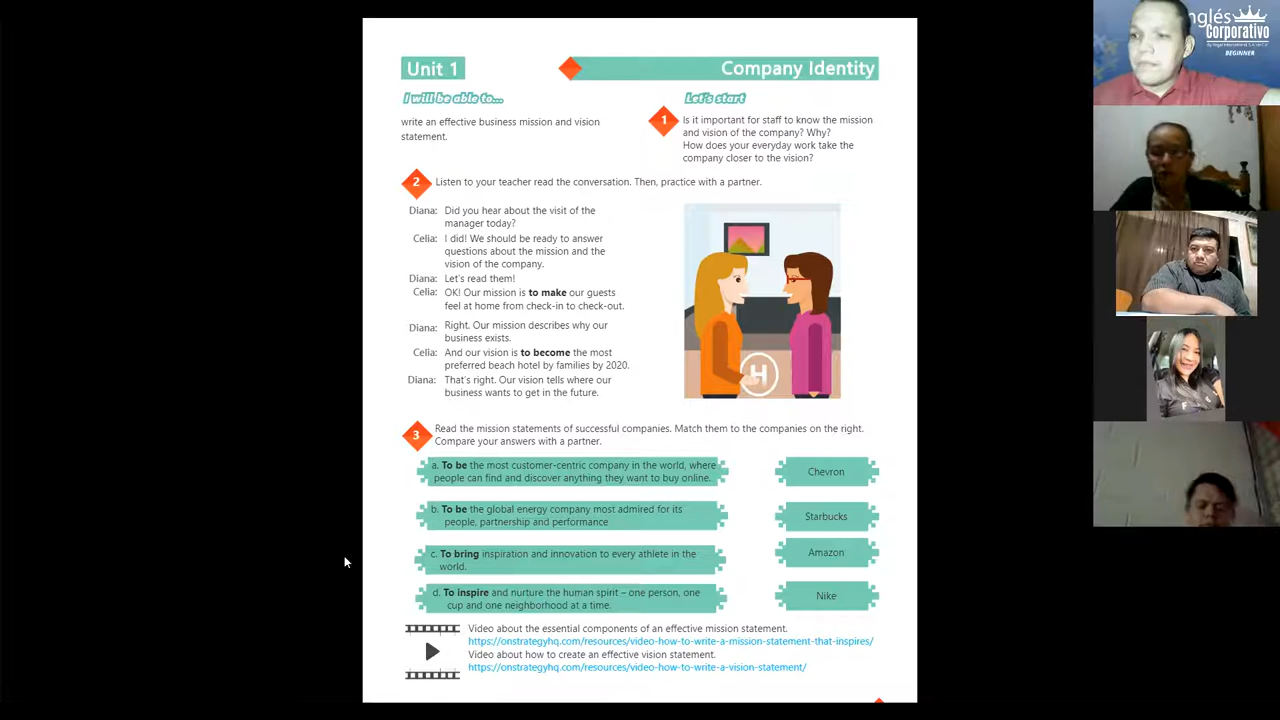 Unit 1
Company Identity
I will be able to...
write an effective business mission and vision
statement.
Let's start
1
Is it important for staff to know the mission
and vision of the company? Why?
How does your everyday work take the
company closer to the vision?
2
Listen to your teacher read the conversation. Then, practice with a partner.
Diana: Did you hear about the visit of the
manager today?
Celia: I did! We should be ready to answer
questions about the mission and the
vision of the company.
Diana: Let's read them!
Celia: OK! Our mission is to make our guests
feel at home from check-in to check-out.
Diana: Right. Our mission describes why our
business exists.
Celia: And our vision is to become the most
preferred beach hotel by families by 2020.
Diana: That's right. Our vision tells where our
business wants to get in the future.
H
3
Read the mission statements of successful companies. Match them to the companies on the right.
Compare your answers with a partner.
a. To be the most customer-centric company in the world, where
people can find and discover anything they want to buy online.
Chevron
b. To be the global energy company most admired for its
people, partnership and performance
Starbucks
c. To bring inspiration and innovation to every athlete in the
world.
Amazon
d. To inspire and nurture the human spirit – one person, one
cup and one neighborhood at a time.
Nike
Video about the essential components of an effective mission statement.
https://onstrategyhq.com/resources/video-how-to-write-a-mission-statement-that-inspires/
Video about how to create an effective vision statement.
https://onstrategyhq.com/resources/video-how-to-write-a-vision-statement/
nglés
Corporativo
BEGINNER